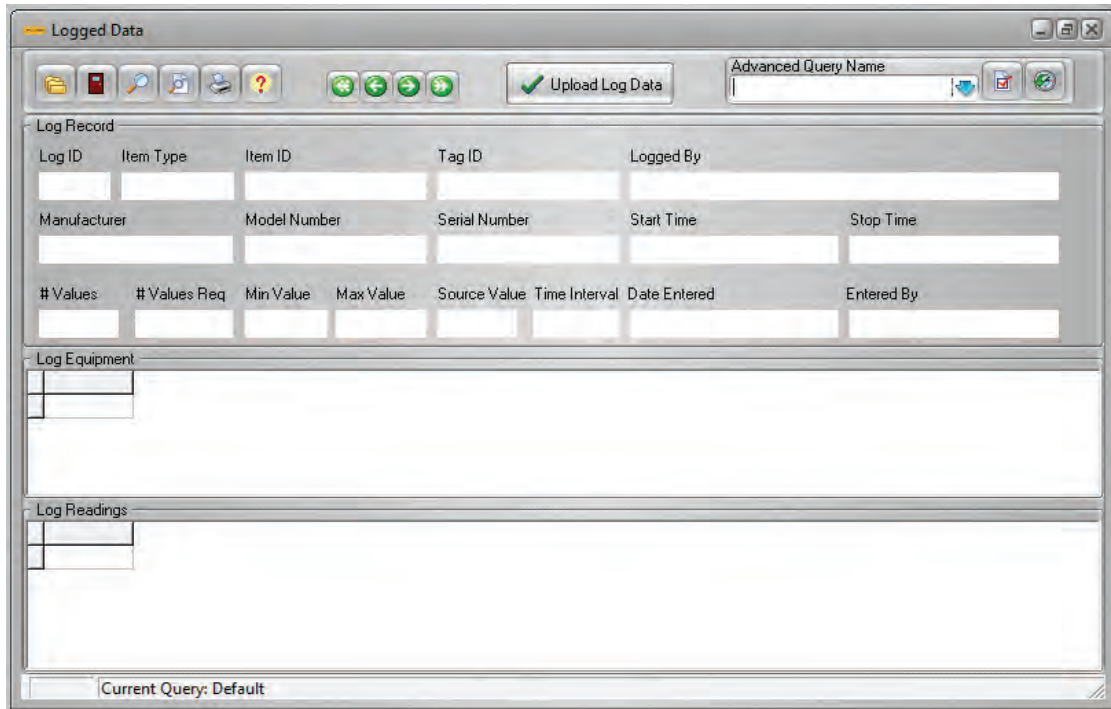 Logged Data
Upload Log Data
Advanced Query Name
Log Record
Log ID Item Type Item ID Tag ID Logged By
Manufacturer Model Number Serial Number Start Time Stop Time
# Values # Values Req Min Value Max Value Source Value Time Interval Date Entered Entered By
Log Equipment
Log Readings
Current Query: Default